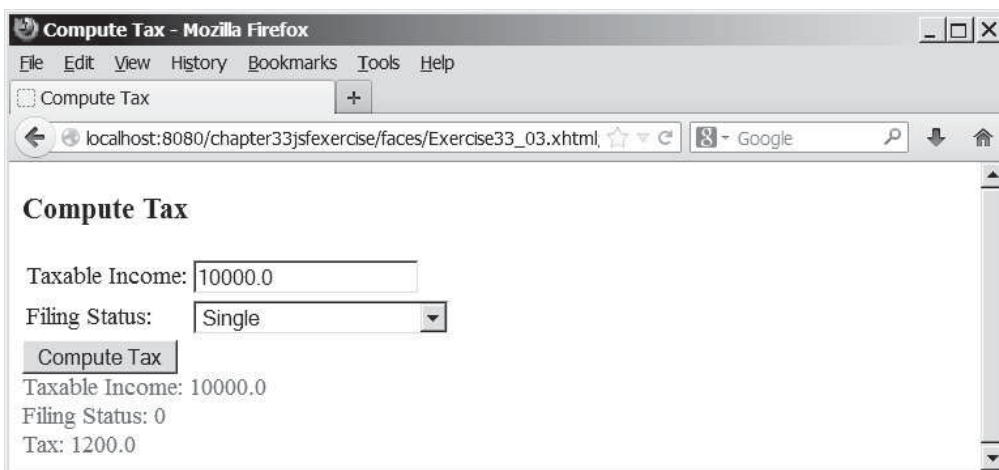 Compute Tax - Mozilla Firefox
File Edit View History Bookmarks Tools Help
Compute Tax +
localhost:8080/chapter33jsfexercise/faces/Exercise33_03.xhtml; 8 - Google
Compute Tax
Taxable Income: 10000.0
Filing Status: Single
Compute Tax
Taxable Income: 10000.0
Filing Status: 0
Tax: 1200.0